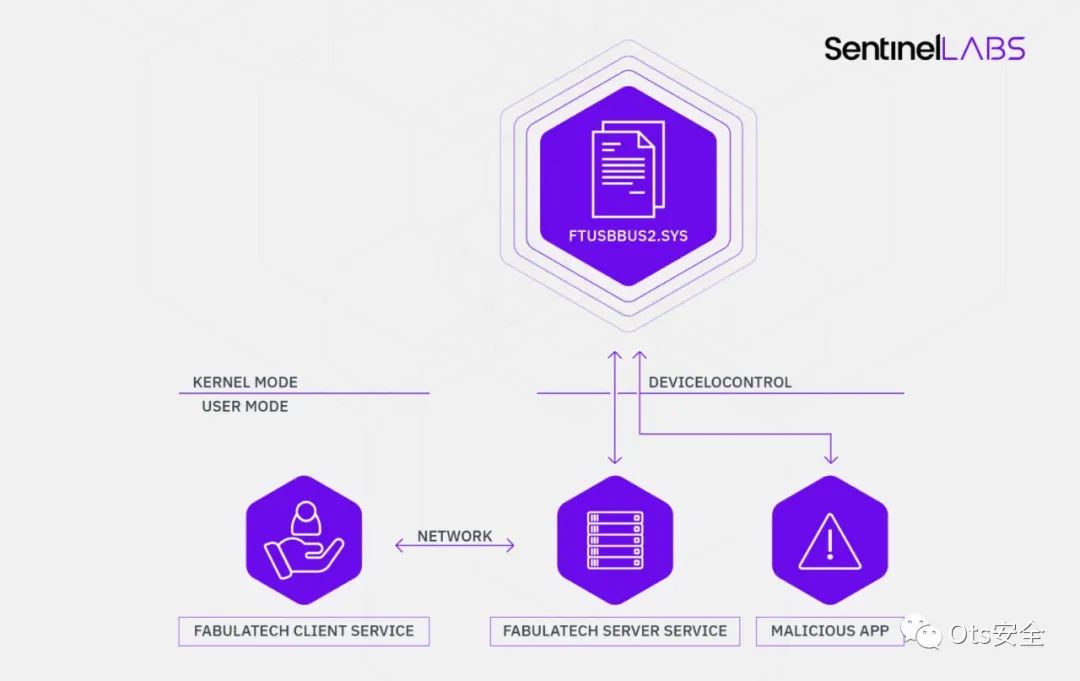 SentinelLABS
FTUSBBUS2.SYS
KERNEL MODE
DEVICELOCONTROL
USER MODE
NETWORK
FABULATECH CLIENT SERVICE
FABULATECH SERVER SERVICE
MALICIOUS APP
Ots安全